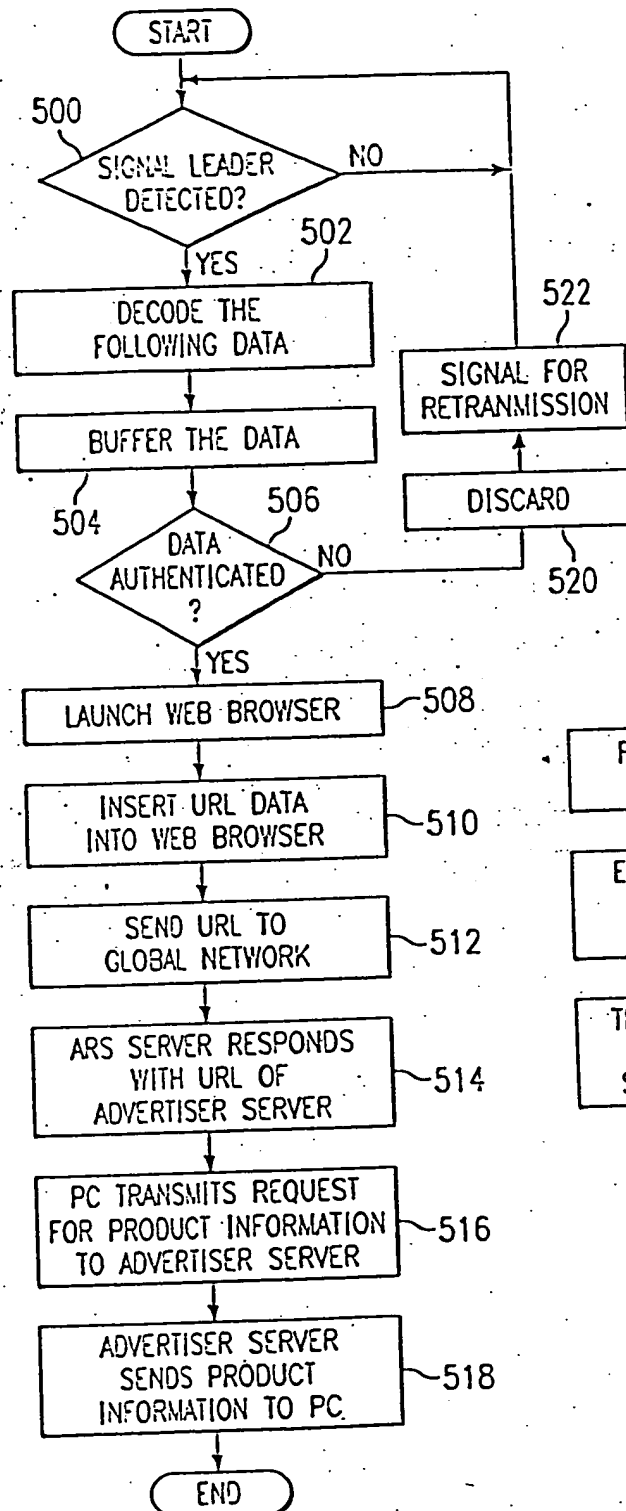 START
500
SIGNAL LEADER
DETECTED?
NO
YES
502
DECODE THE
FOLLOWING DATA
522
SIGNAL FOR
RETRANMISSION
BUFFER THE DATA
504
506
DISCARD
520
DATA
AUTHENTICATED
?
NO
YES
LAUNCH WEB BROWSER
508
INSERT URL DATA
INTO WEB BROWSER
510
SEND URL TO
GLOBAL NETWORK
512
ARS SERVER RESPONDS
WITH URL OF
ADVERTISER SERVER
514
PC TRANSMITS REQUEST
FOR PRODUCT INFORMATION
TO ADVERTISER SERVER
516
ADVERTISER SERVER
SENDS PRODUCT
INFORMATION TO PC
518
END